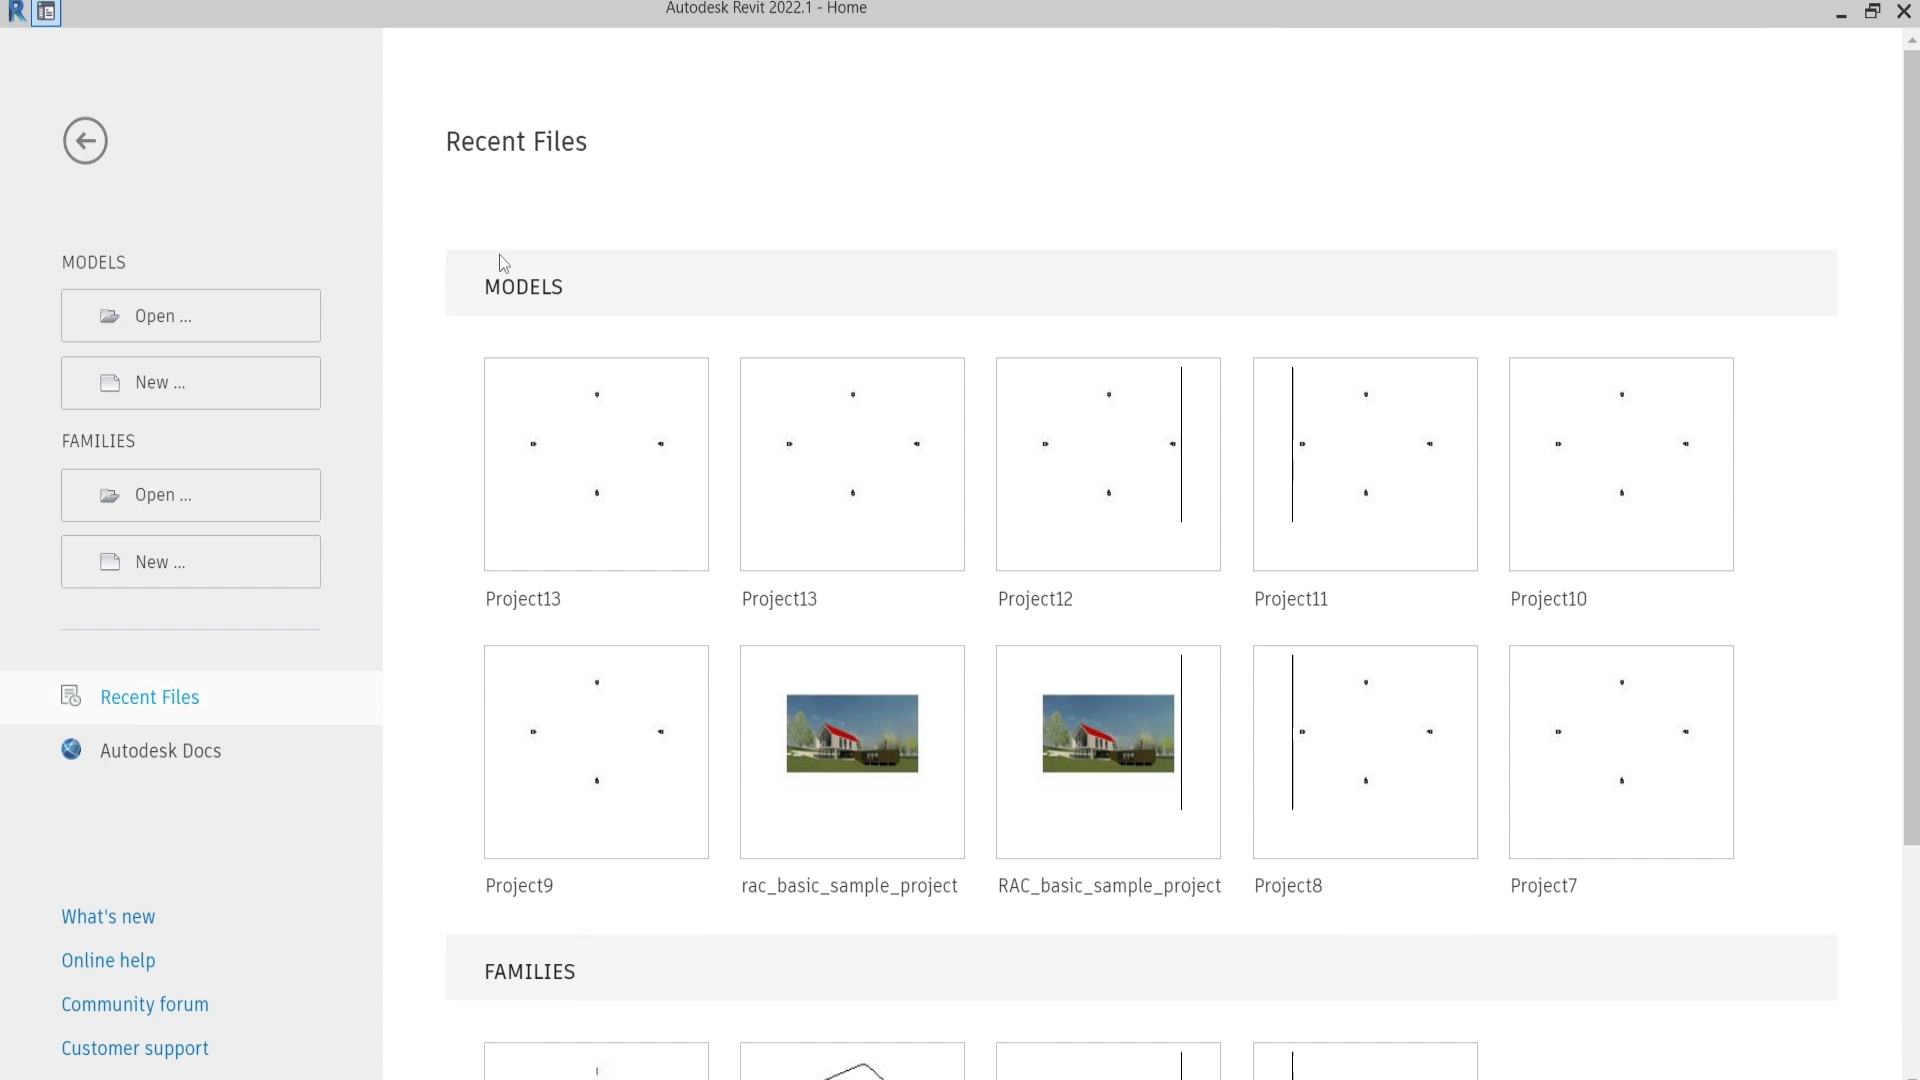 Autodesk Revit 2022.1 - Home
Recent Files
MODELS
Open ...
New ...
FAMILIES
Open ...
New ...
Recent Files
Autodesk Docs
What's new
Online help
Community forum
Customer support
MODELS
Project13
Project13
Project12
Project11
Project10
Project9
rac_basic_sample_project
RAC_basic_sample_project
Project8
Project7
FAMILIES